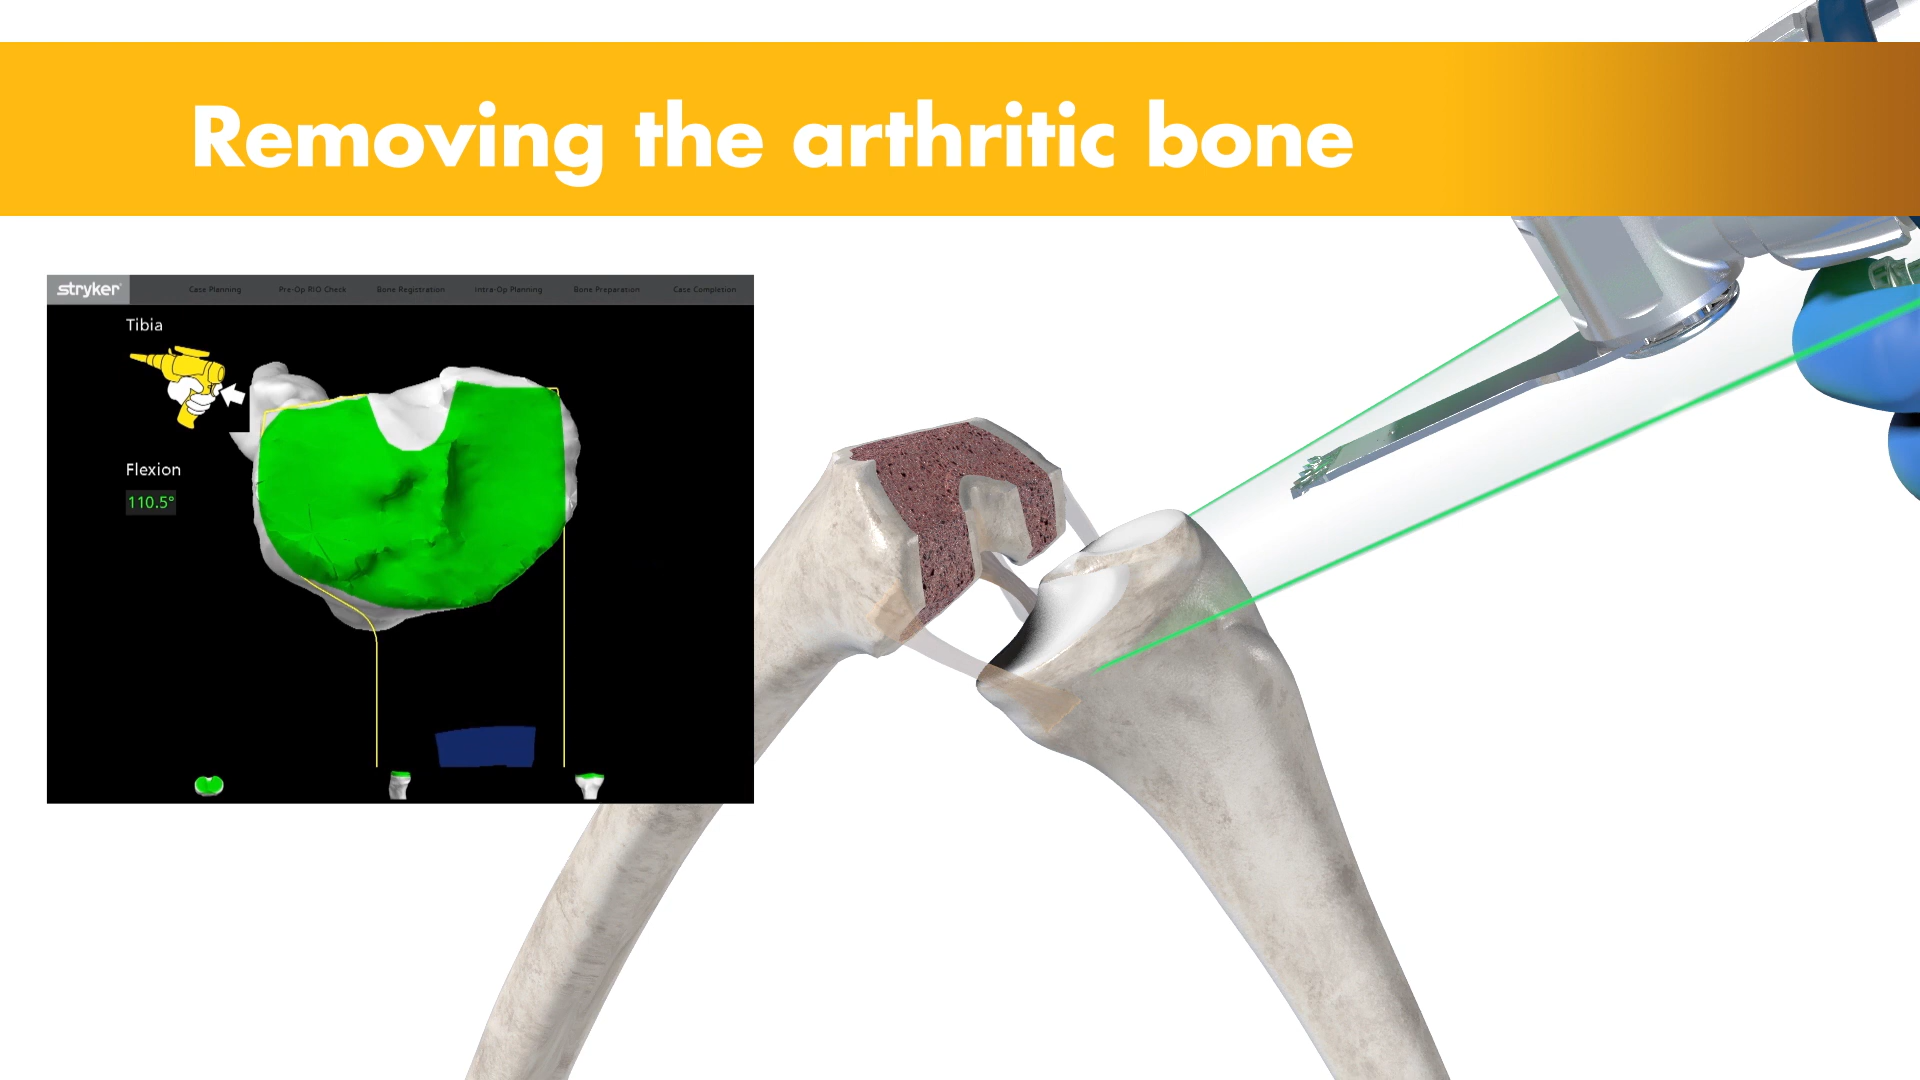 Removing the arthritic bone
stryker
Case Planning Pre-Op RIO Check Bone Registration Intra-Op Planning Bone Preparation Case Completion
Tibia
Flexion
110.5°